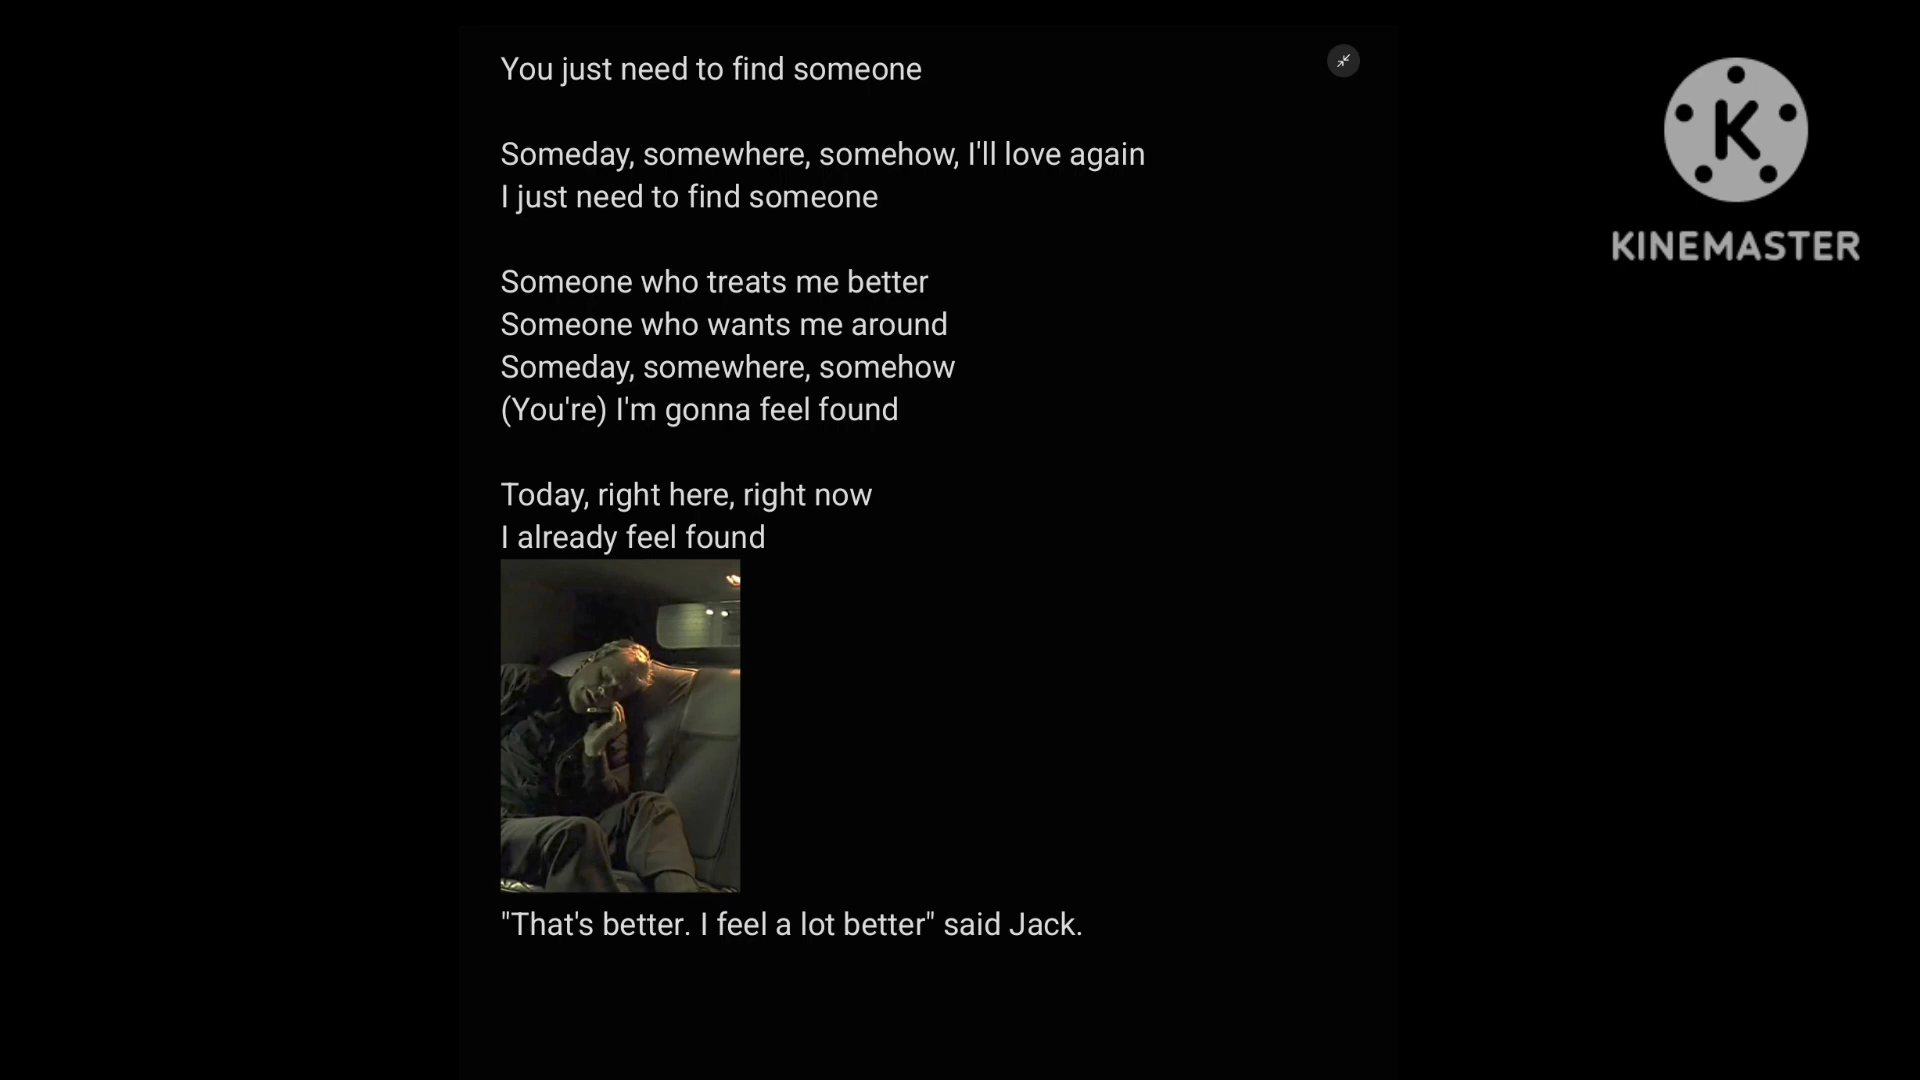 You just need to find someone
Someday, somewhere, somehow, I'll love again
I just need to find someone
Someone who treats me better
Someone who wants me around
Someday, somewhere, somehow
(You're) I'm gonna feel found
Today, right here, right now
I already feel found
"That's better. I feel a lot better" said Jack.
K
KINEMASTER